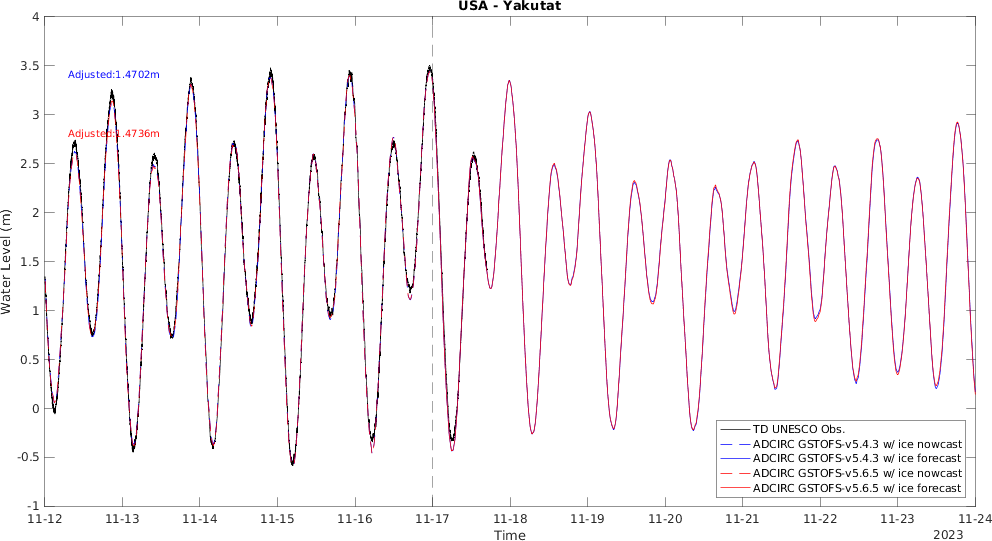 USA - Yakutat
4
3.5
3
2.5
2
1.5
1
0.5
0
-0.5
-1
Water Level (m)
Adjusted:1.4702m
Adjusted:1.4736m
TD UNESCO Obs.
ADCIRC GSTOFS-v5.4.3 w/ ice nowcast
ADCIRC GSTOFS-v5.4.3 w/ ice forecast
ADCIRC GSTOFS-v5.6.5 w/ ice nowcast
ADCIRC GSTOFS-v5.6.5 w/ ice forecast
11-12 11-13 11-14 11-15 11-16 11-17 11-18 11-19 11-20 11-21 11-22 11-23 11-24
Time
2023